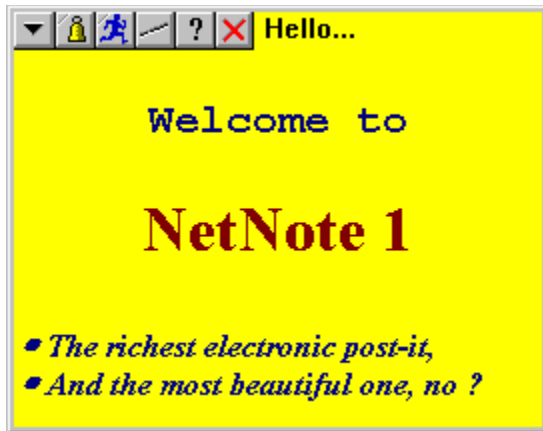 ? Hello...
Welcome to
NetNote 1
• The richest electronic post-it,
• And the most beautiful one, no ?